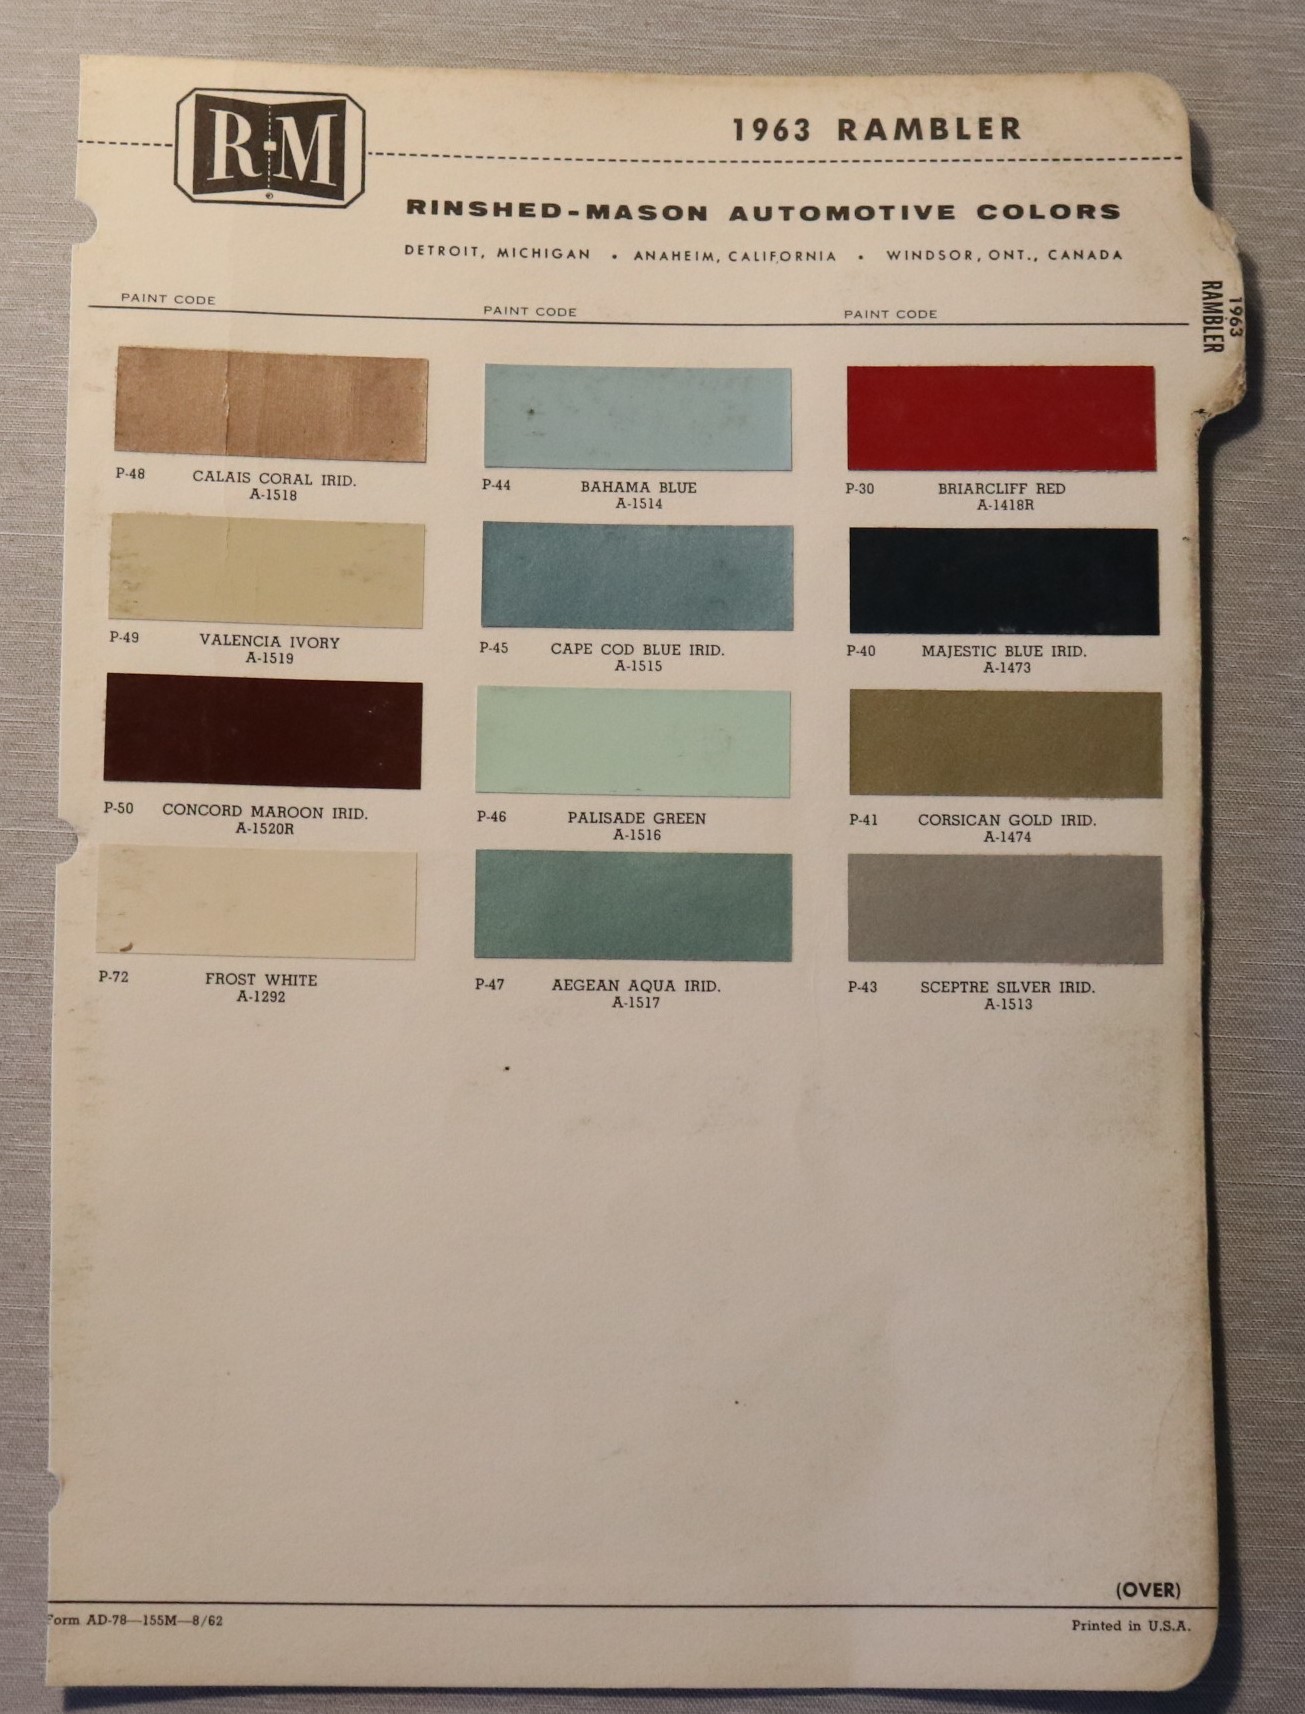 R-M
1963 RAMBLER
RINSHED-MASON AUTOMOTIVE COLORS
DETROIT, MICHIGAN • ANAHEIM, CALIFORNIA • WINDSOR, ONT., CANADA
1963
RAMBLER
PAINT CODE
PAINT CODE
PAINT CODE
P-48 CALAIS CORAL IRID.
A-1518
P-44 BAHAMA BLUE
A-1514
P-30 BRIARCLIFF RED
A-1418R
P-49 VALENCIA IVORY
A-1519
P-45 CAPE COD BLUE IRID.
A-1515
P-40 MAJESTIC BLUE IRID.
A-1473
P-50 CONCORD MAROON IRID.
A-1520R
P-46 PALISADE GREEN
A-1516
P-41 CORSICAN GOLD IRID.
A-1474
P-72 FROST WHITE
A-1292
P-47 AEGEAN AQUA IRID.
A-1517
P-43 SCEPTRE SILVER IRID.
A-1513
(OVER)
Form AD-78—155M—8/62
Printed in U.S.A.